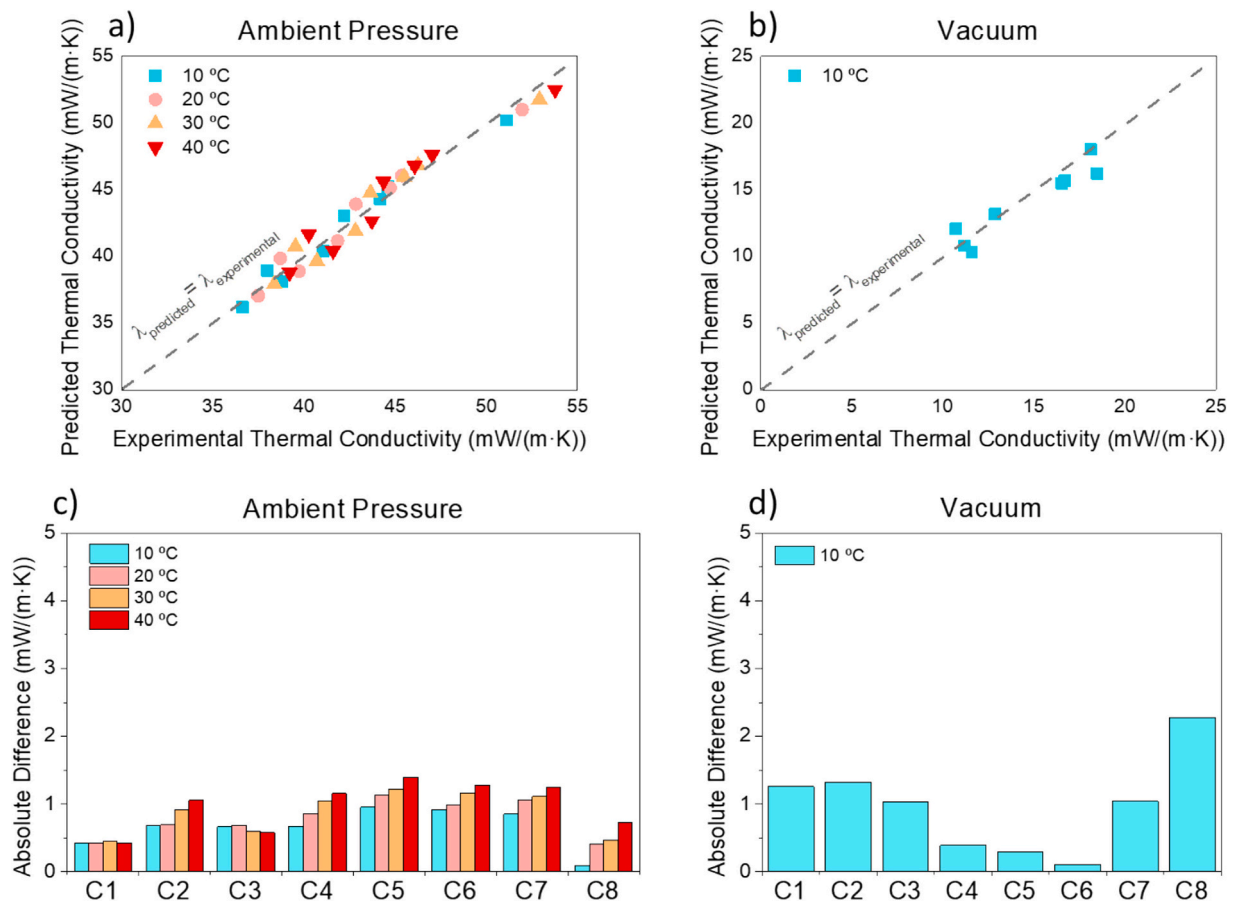 a)
Ambient Pressure
Predicted Thermal Conductivity (mW/(m·K))
55
50
45
40
35
30
10 ºC
20 ºC
30 ºC
40 ºC
λpredicted = λexperimental
30 35 40 45 50 55
Experimental Thermal Conductivity (mW/(m·K))
b)
Vacuum
Predicted Thermal Conductivity (mW/(m·K))
25
20
15
10
5
0
10 ºC
λpredicted = λexperimental
0 5 10 15 20 25
Experimental Thermal Conductivity (mW/(m·K))
c)
Ambient Pressure
Absolute Difference (mW/(m·K))
5
4
3
2
1
0
10 ºC
20 ºC
30 ºC
40 ºC
C1 C2 C3 C4 C5 C6 C7 C8
d)
Vacuum
Absolute Difference (mW/(m·K))
5
4
3
2
1
0
10 ºC
C1 C2 C3 C4 C5 C6 C7 C8